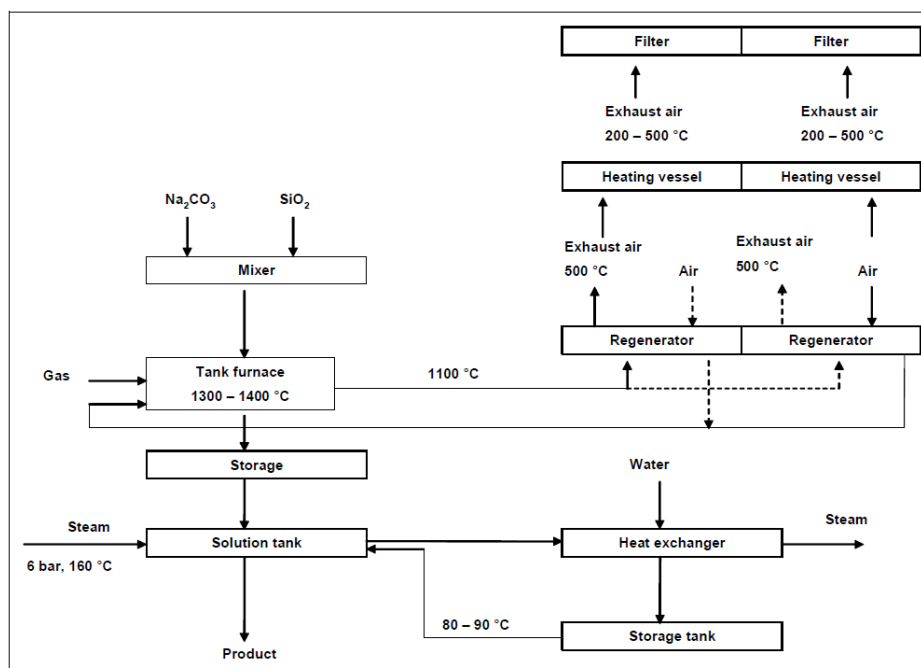 Filter
Filter
Exhaust air
200 – 500 °C
Exhaust air
200 – 500 °C
Heating vessel
Heating vessel
Na₂CO₃
SiO₂
Exhaust air
500 °C
Air
Exhaust air
500 °C
Air
Mixer
Regenerator
Regenerator
Gas
Tank furnace
1300 – 1400 °C
1100 °C
Storage
Water
Steam
6 bar, 160 °C
Solution tank
Heat exchanger
Steam
80 – 90 °C
Storage tank
Product